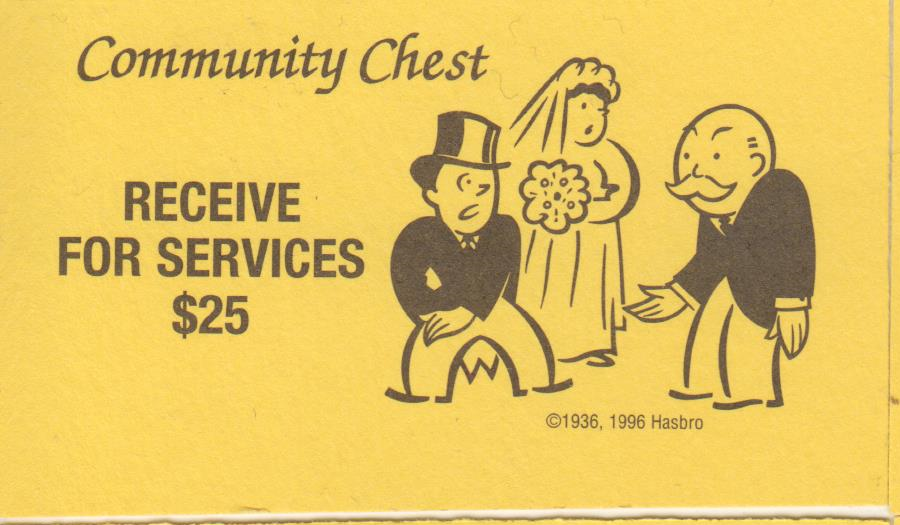 Community Chest
RECEIVE
FOR SERVICES
$25
©1936, 1996 Hasbro